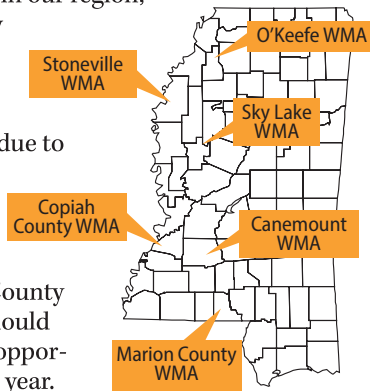 in our region,
O'Keefe WMA
Stoneville
WMA
Sky Lake
WMA
due to
Copiah
County WMA
Canemount
WMA
County
ould
oppor-
Marion County
WMA
year.